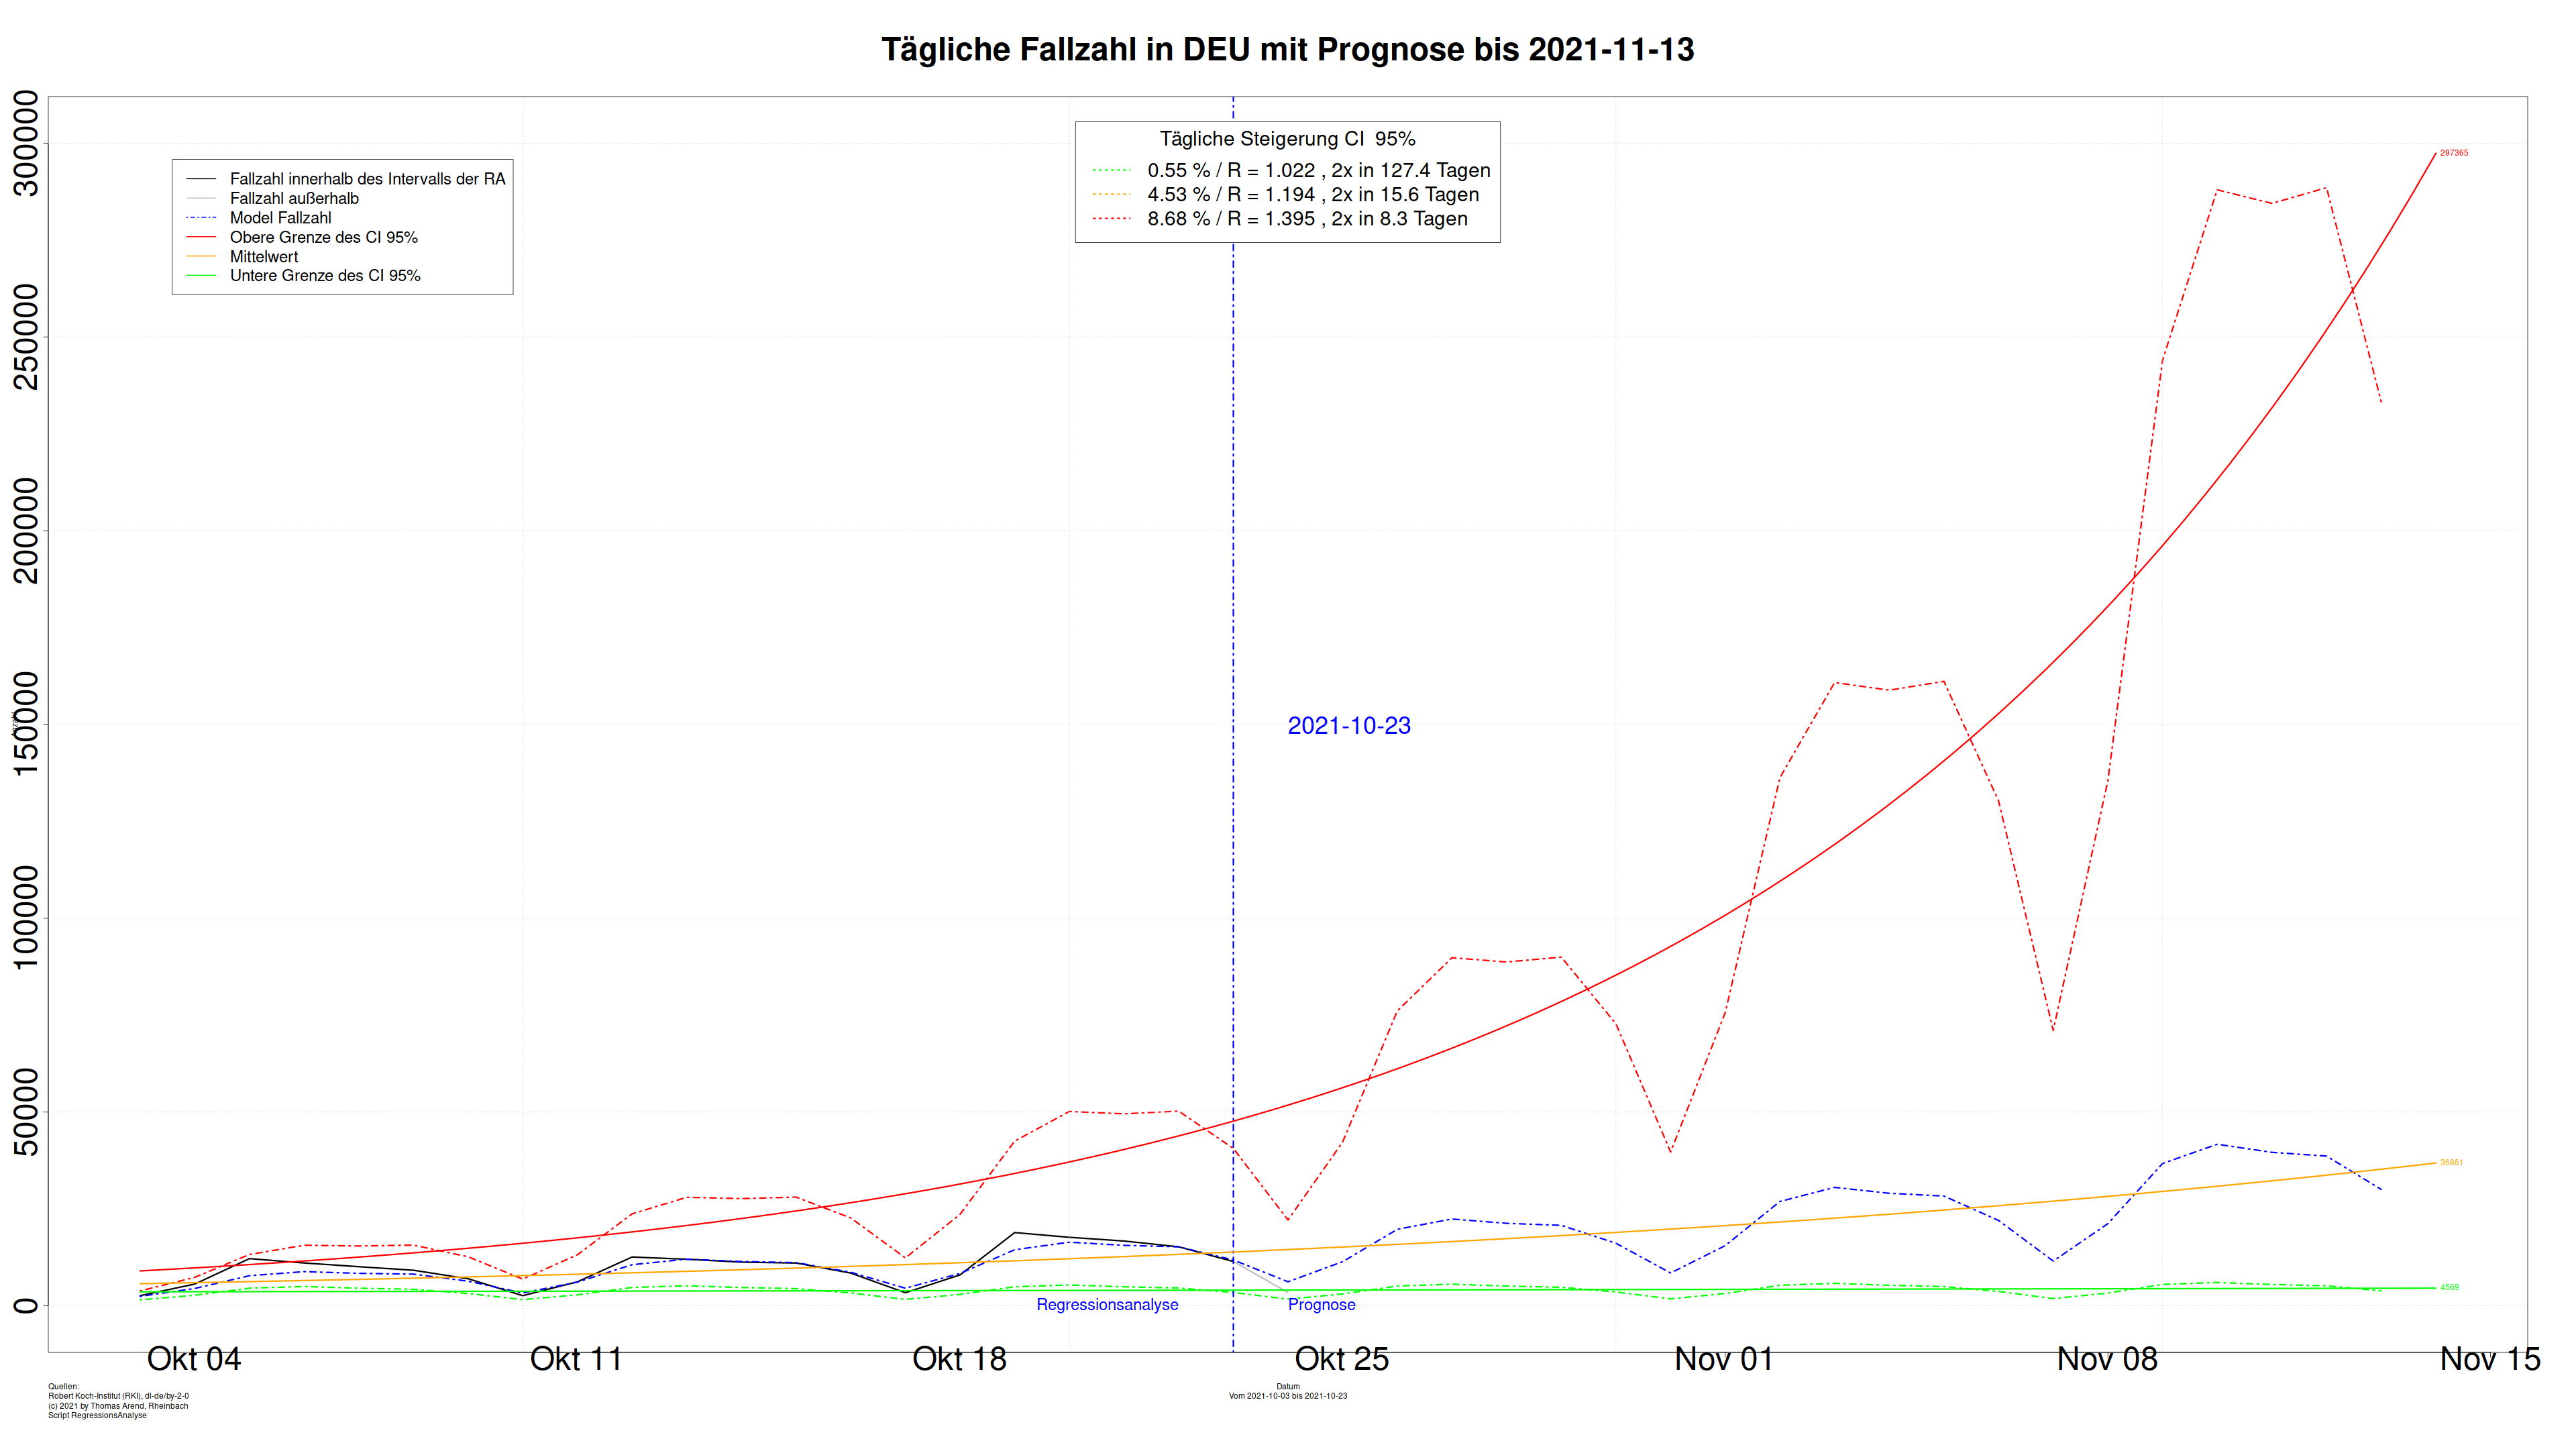 Tägliche Fallzahl in DEU mit Prognose bis 2021-11-13
Tägliche Steigerung CI  95%
0.55 % / R = 1.022 , 2x in 127.4 Tagen
4.53 % / R = 1.194 , 2x in 15.6 Tagen
8.68 % / R = 1.395 , 2x in 8.3 Tagen
Fallzahl innerhalb des Intervalls der RA
Fallzahl außerhalb
Model Fallzahl
Obere Grenze des CI 95%
Mittelwert
Untere Grenze des CI 95%
300000
250000
200000
150000
100000
50000
0
297365
2021-10-23
36861
4569
Regressionsanalyse
Prognose
Okt 04
Okt 11
Okt 18
Okt 25
Nov 01
Nov 08
Nov 15
Datum
Vom 2021-10-03 bis 2021-10-23
Quellen:
Robert Koch-Institut (RKI), dl-de/by-2-0
(c) 2021 by Thomas Arend, Rheinbach
Script RegressionsAnalyse